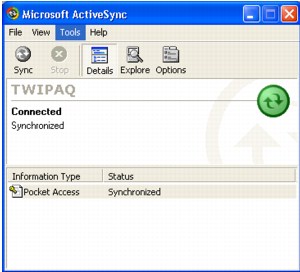 Microsoft ActiveSync
File View Tools Help
Sync Stop Details Explore Options
TWIPAQ
Connected
Synchronized
Information Type Status
Pocket Access Synchronized